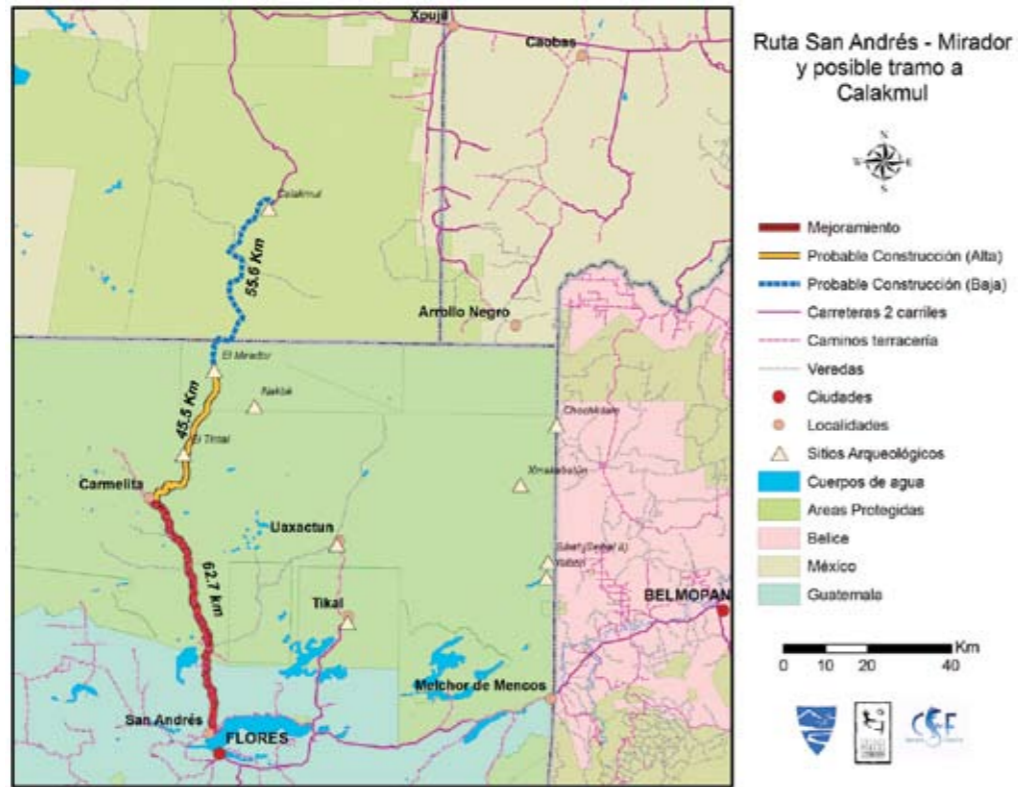 Xpujil
Caobas
Calakmul
55.6 Km
Arrollo Negro
El Mirador
Nakbé
45.5 Km
El Tintal
Chochkitam
Carmelita
Uaxactun
62.7 km
Tikal
BELMOPAN
Melchor de Mencos
San Andrés
FLORES
Ruta San Andrés - Mirador
y posible tramo a
Calakmul
N
W E
S
Mejoramiento
Probable Construcción (Alta)
Probable Construcción (Baja)
Carreteras 2 carriles
Caminos terracería
Veredas
Ciudades
Localidades
Sitios Arqueológicos
Cuerpos de agua
Areas Protegidas
Belice
México
Guatemala
Km
0 10 20 40
CSF